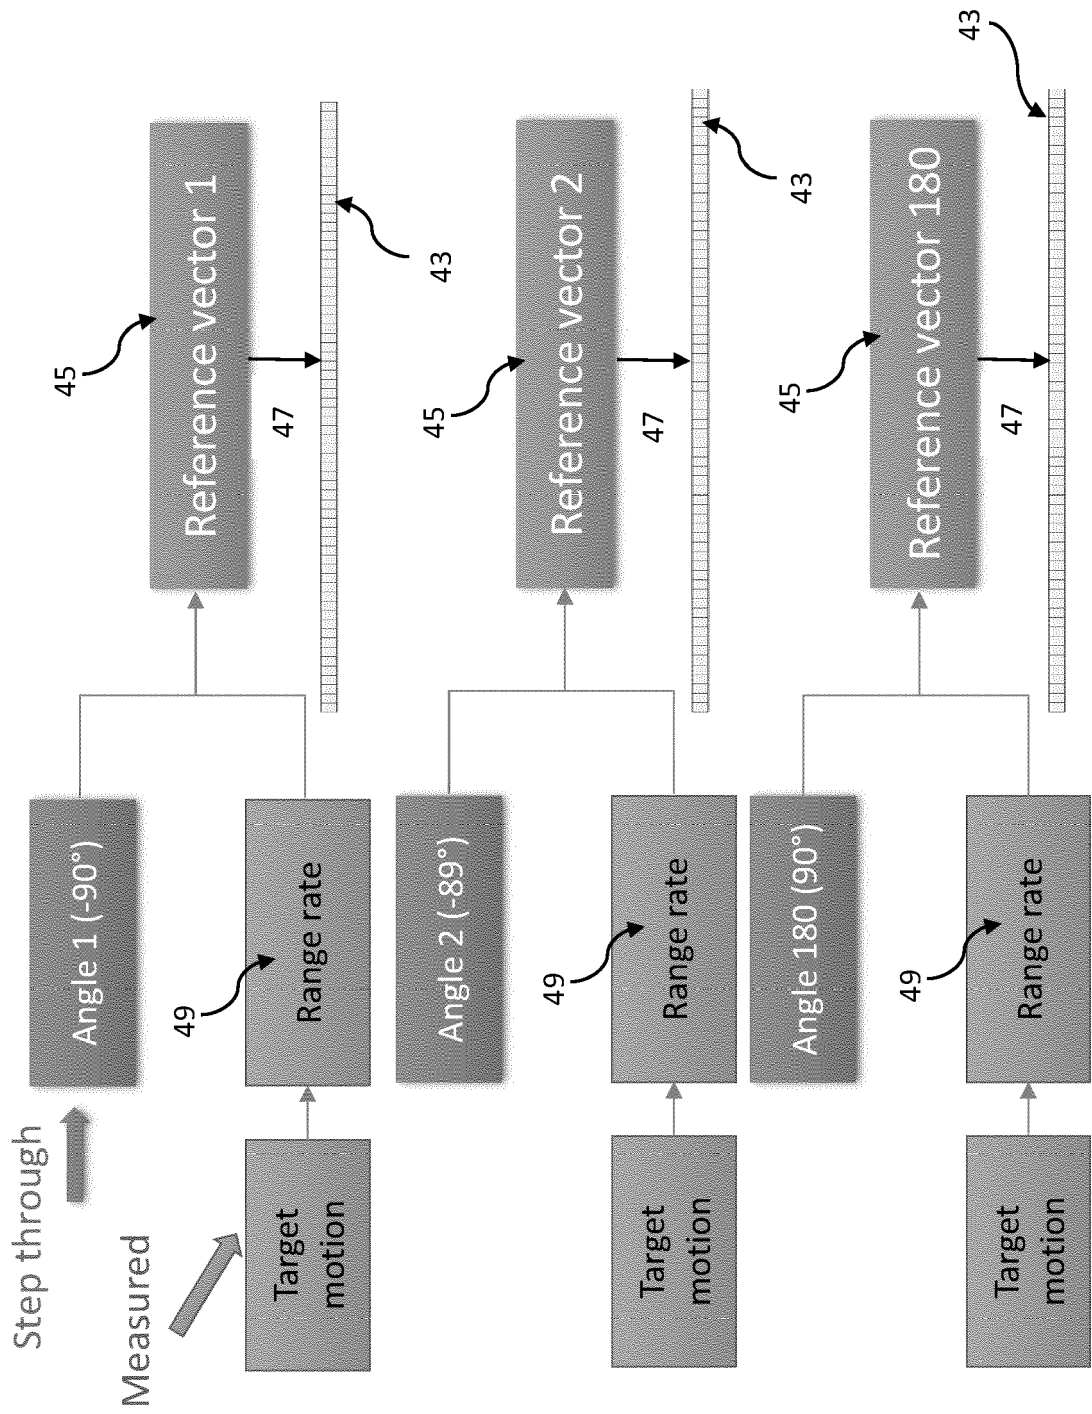 Step through
Measured
Angle 1 (-90°)
45
Reference vector 1
49
Target
motion
Range rate
47
43
Angle 2 (-89°)
45
Reference vector 2
49
Target
motion
Range rate
47
43
Angle 180 (90°)
45
Reference vector 180
49
Target
motion
Range rate
47
43